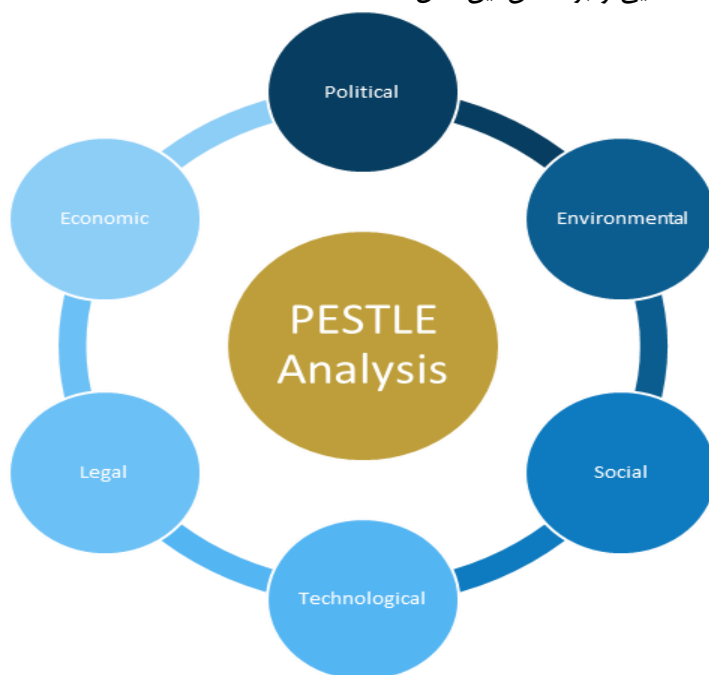 Political
Economic
Environmental
PESTLE
Analysis
Legal
Social
Technological